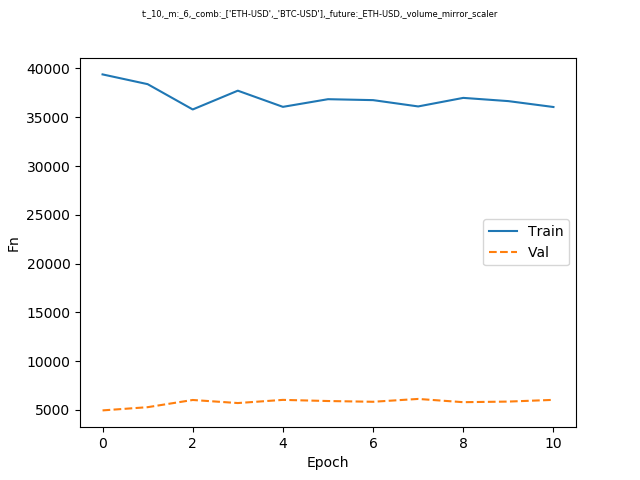 t:_10,_m:_6,_comb:_['ETH-USD',_'BTC-USD'],_future:_ETH-USD,_volume_mirror_scaler
40000
35000
30000
25000
20000
15000
10000
5000
Fn
Train
Val
0 2 4 6 8 10
Epoch